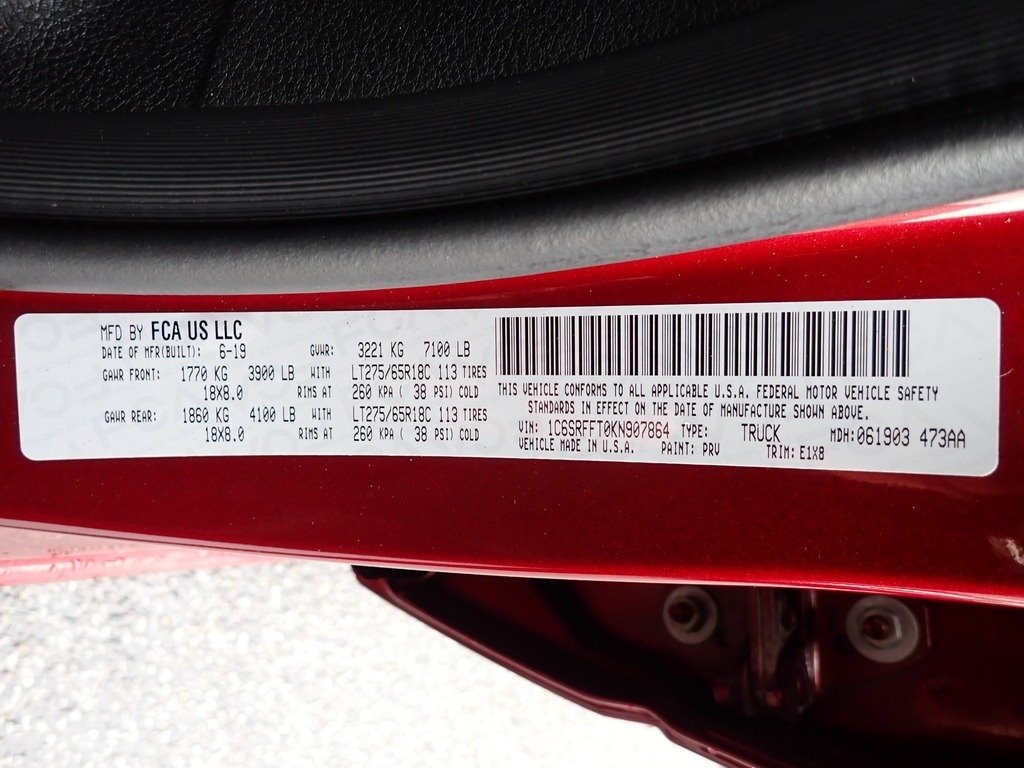 MFD BY FCA US LLC
DATE OF MFR(BUILT): 6-19 GVWR: 3221 KG 7100 LB
GAWR FRONT: 1770 KG 3900 LB WITH LT275/65R18C 113 TIRES
18X8.0 RIMS AT 260 KPA ( 38 PSI) COLD
GAWR REAR: 1860 KG 4100 LB WITH LT275/65R18C 113 TIRES
18X8.0 RIMS AT 260 KPA ( 38 PSI) COLD
THIS VEHICLE CONFORMS TO ALL APPLICABLE U.S.A. FEDERAL MOTOR VEHICLE SAFETY
STANDARDS IN EFFECT ON THE DATE OF MANUFACTURE SHOWN ABOVE.
VIN: 1C6SRFFT0KN907864 TYPE: TRUCK MDH:061903 473AA
VEHICLE MADE IN U.S.A. PAINT: PRV TRIM: E1X8